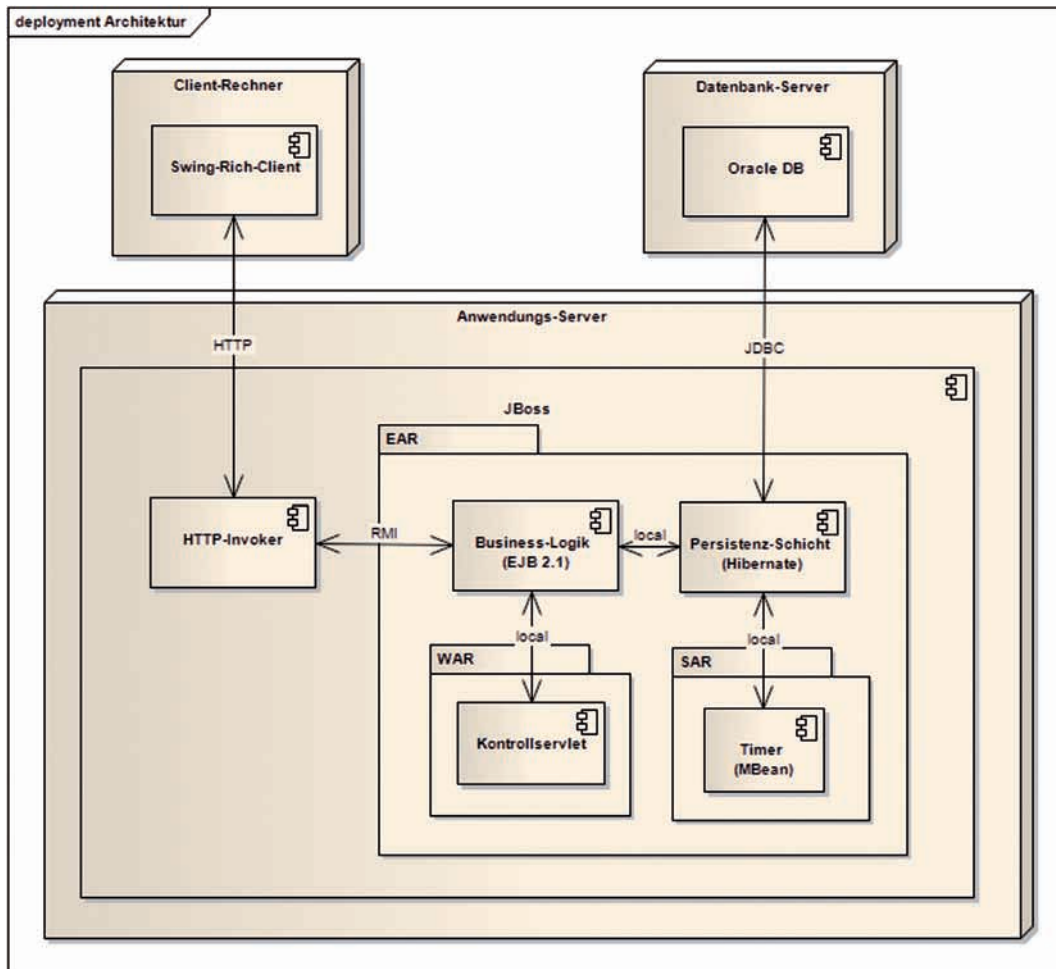 deployment Architektur
Client-Rechner
Swing-Rich-Client
Datenbank-Server
Oracle DB
Anwendungs-Server
HTTP
JDBC
JBoss
EAR
HTTP-Invoker
RMI
Business-Logik
(EJB 2.1)
local
Persistenz-Schicht
(Hibernate)
local
local
WAR
SAR
Kontrollservlet
Timer
(MBean)